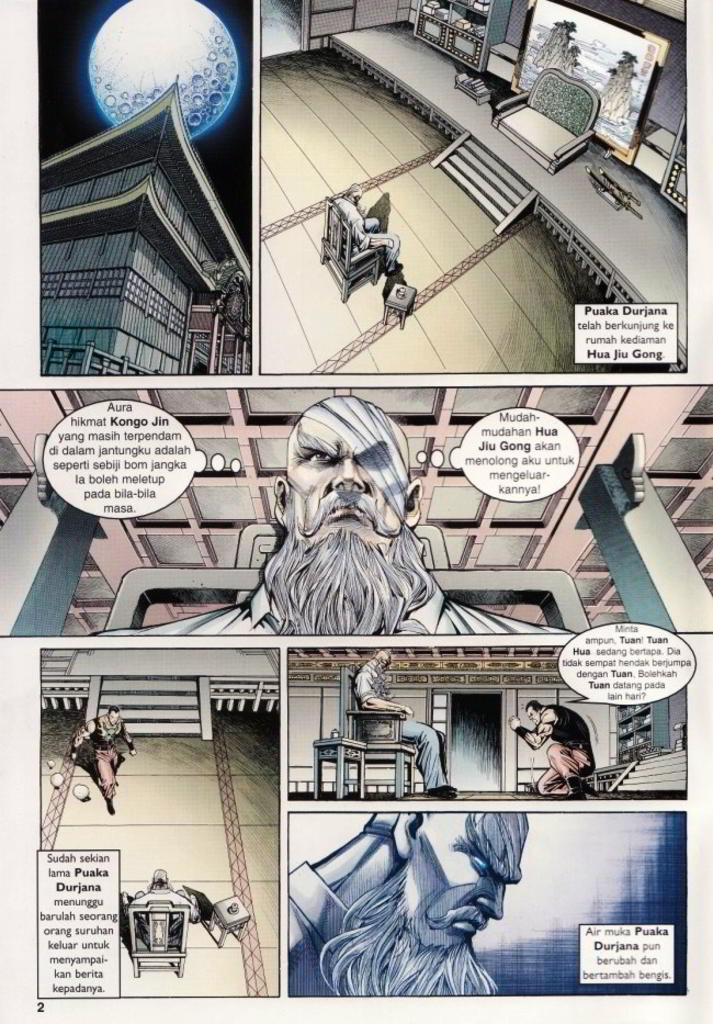 Puaka Durjana
telah berkunjung ke
rumah kediaman
Hua Jiu Gong.
Aura
hikmat Kongo Jin
yang masih terpendam
di dalam jantungku adalah
seperti sebiji bom jangka
Ia boleh meletup
pada bila-bila
masa.
Mudah-
mudahan Hua
Jiu Gong akan
menolong aku untuk
mengeluar-
kannya!
Minta
ampun, Tuan! Tuan
Hua sedang bertapa. Dia
tidak sempat hendak berjumpa
dengan Tuan. Bolehkah
Tuan datang pada
lain hari?
Sudah sekian
lama Puaka
Durjana
menunggu
barulah seorang
orang suruhan
keluar untuk
menyampai-
kan berita
kepadanya.
Air muka Puaka
Durjana pun
berubah dan
bertambah bengis.
2